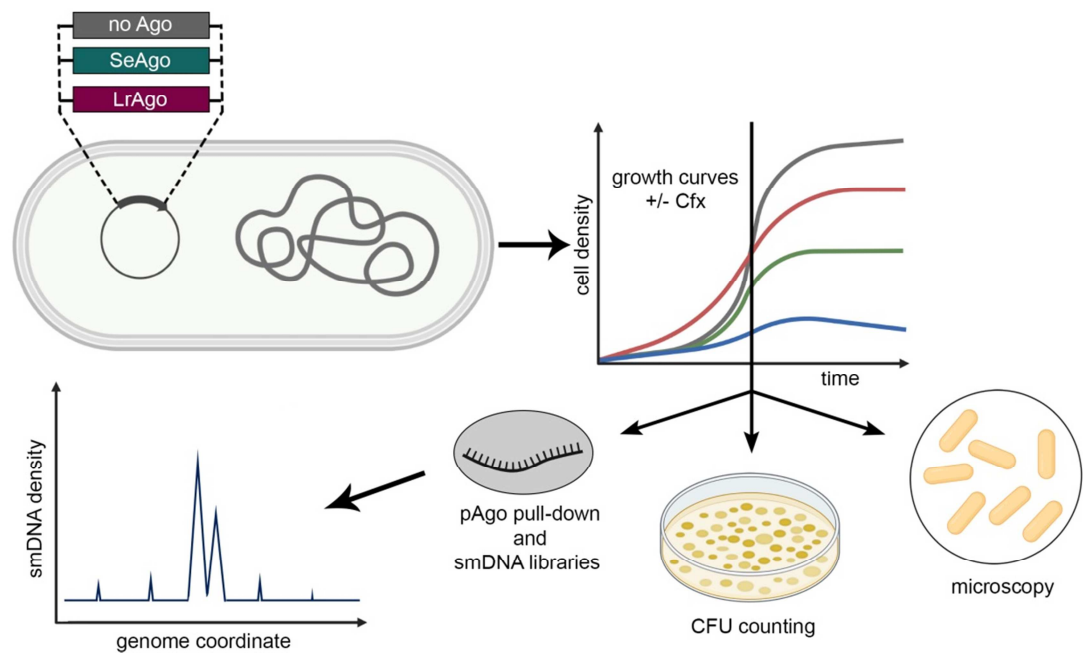 no Ago
SeAgo
LrAgo
growth curves
+/- Cfx
cell density
time
smDNA density
genome coordinate
pAgo pull-down
and
smDNA libraries
CFU counting
microscopy